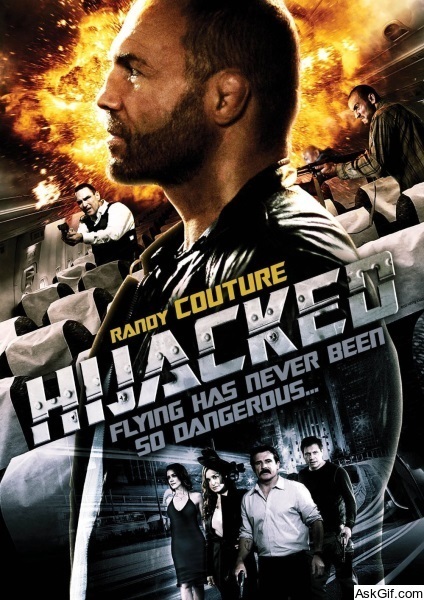 RANDY COUTURE
HIJACKED
FLYING HAS NEVER BEEN
SO DANGEROUS...
AskGif.com